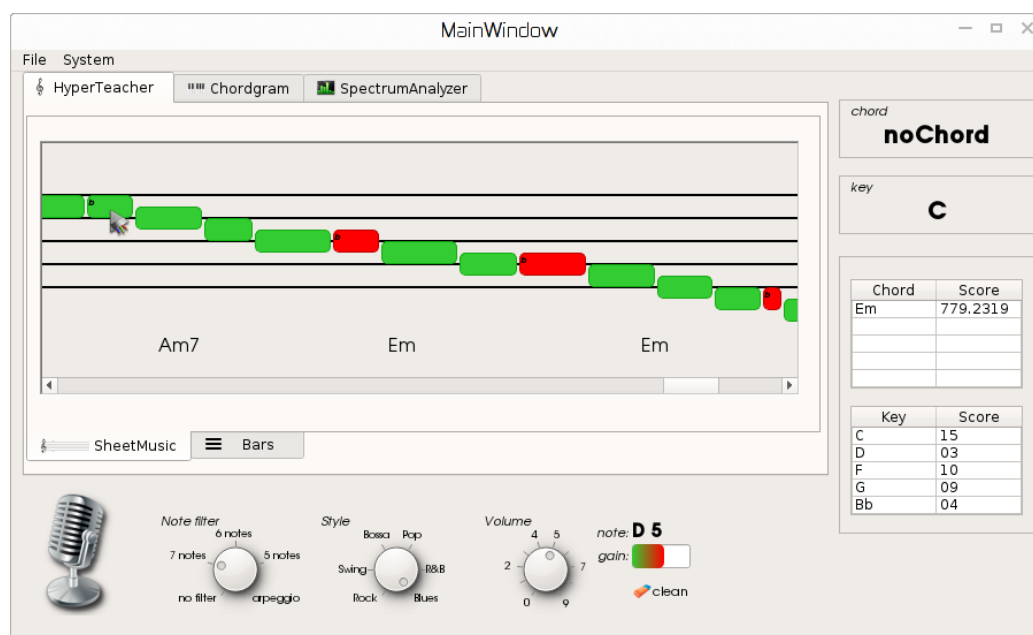 MainWindow
File System
HyperTeacher Chordgram SpectrumAnalyzer
chord
noChord
key
C
b
b
b
b
Am7 Em Em
Chord Score
Em 779.2319
Key Score
C 15
D 03
F 10
G 09
Bb 04
SheetMusic Bars
Note filter
6 notes
7 notes 5 notes
no filter arpeggio
Style
Bossa Pop
Swing R&B
Rock Blues
Volume
4 5
2 7
0 9
note: D 5
gain:
clean